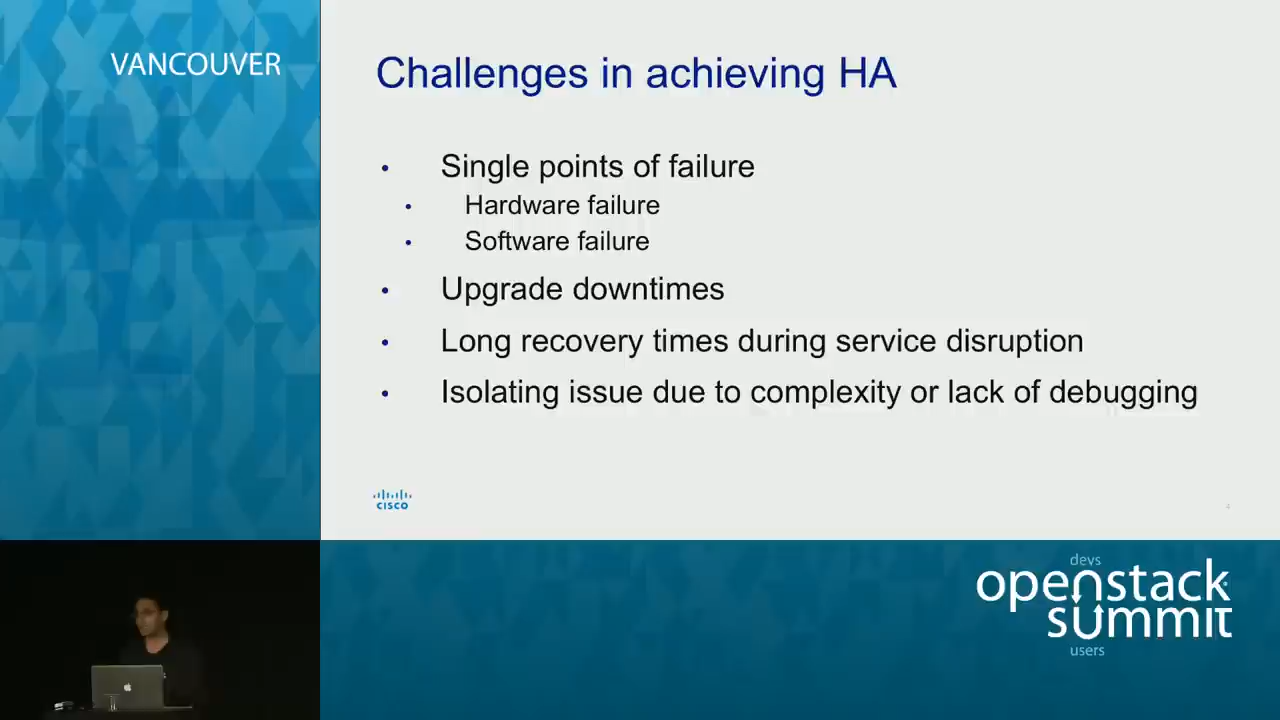 VANCOUVER
Challenges in achieving HA
• Single points of failure
• Hardware failure
• Software failure
• Upgrade downtimes
• Long recovery times during service disruption
• Isolating issue due to complexity or lack of debugging
CISCO
4
devs
openstack
summit
users